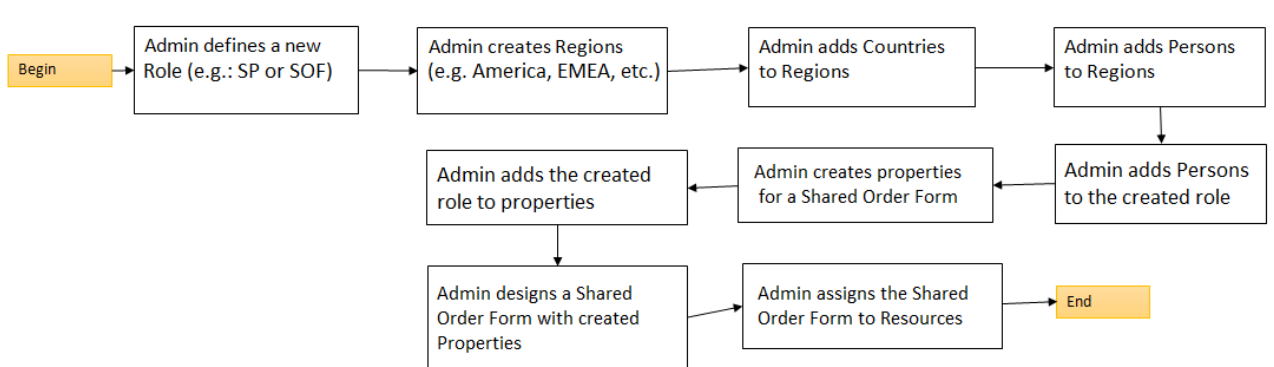 Begin
Admin defines a new
Role (e.g.: SP or SOF)
Admin creates Regions
(e.g. America, EMEA, etc.)
Admin adds Countries
to Regions
Admin adds Persons
to Regions
Admin adds Persons
to the created role
Admin creates properties
for a Shared Order Form
Admin adds the created
role to properties
Admin designs a Shared
Order Form with created
Properties
Admin assigns the Shared
Order Form to Resources
End